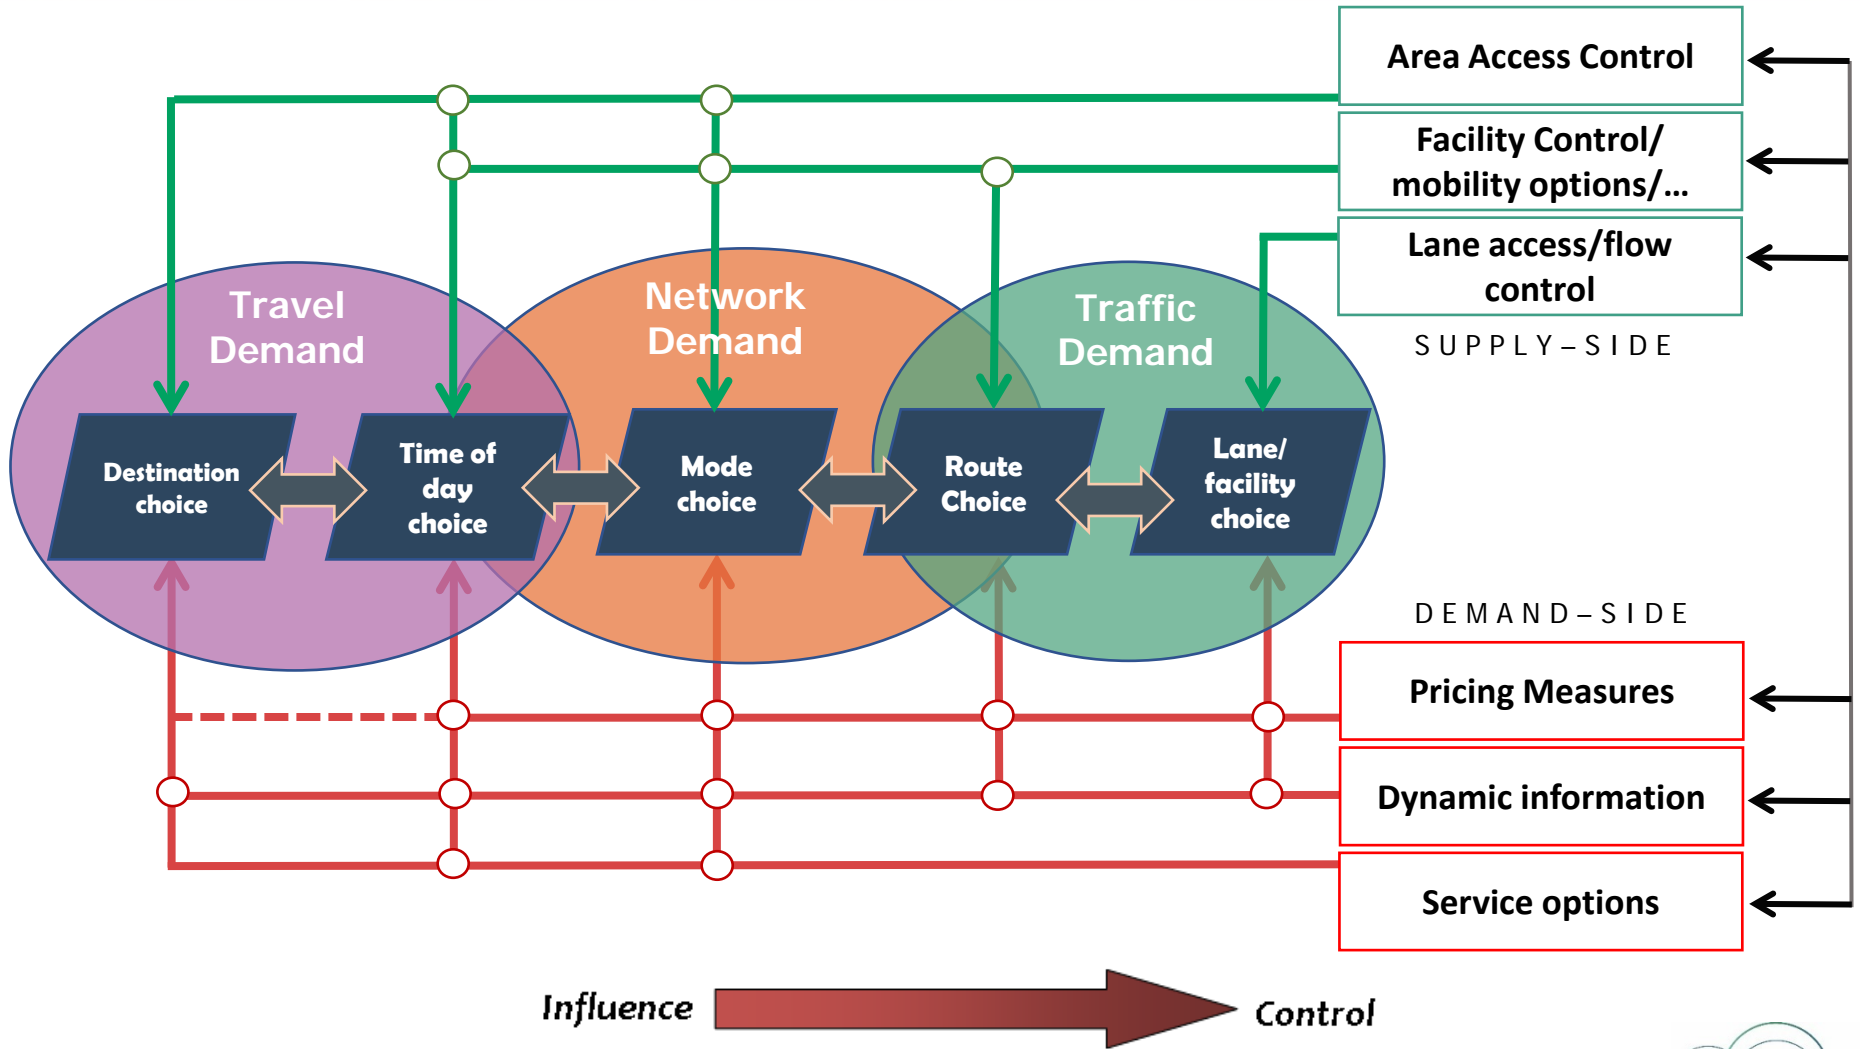 Area Access Control
Facility Control/
mobility options/...
Lane access/flow
control
SUPPLY–SIDE
Travel
Demand
Network
Demand
Traffic
Demand
Destination
choice
Time of
day
choice
Mode
choice
Route
Choice
Lane/
facility
choice
DEMAND–SIDE
Pricing Measures
Dynamic information
Service options
Influence
Control